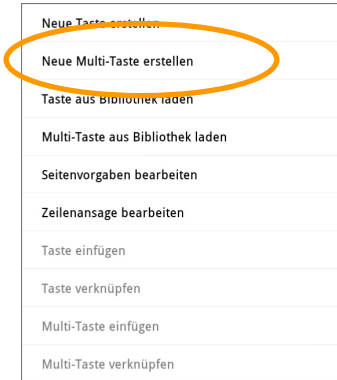 Neue Taste erstellen
Neue Multi-Taste erstellen
Taste aus Bibliothek laden
Multi-Taste aus Bibliothek laden
Seitenvorgaben bearbeiten
Zeilenansage bearbeiten
Taste einfügen
Taste verknüpfen
Multi-Taste einfügen
Multi-Taste verknüpfen